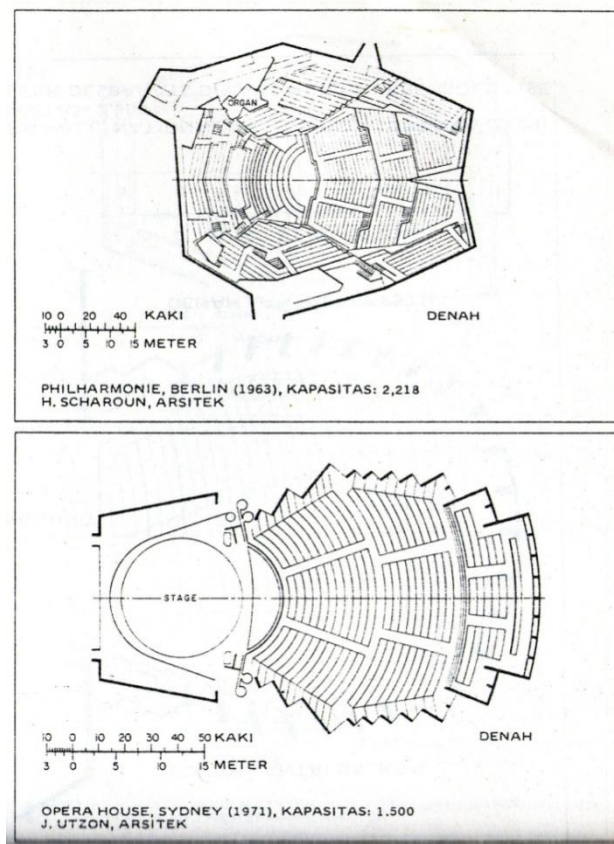 ORGAN
10 0 20 40 KAKI
3 0 5 10 15 METER
DENAH
PHILHARMONIE, BERLIN (1963), KAPASITAS: 2,218
H. SCHAROUN, ARSITEK
STAGE
10 0 10 20 30 40 50 KAKI
3 0 5 10 15 METER
DENAH
OPERA HOUSE, SYDNEY (1971), KAPASITAS: 1.500
J. UTZON, ARSITEK